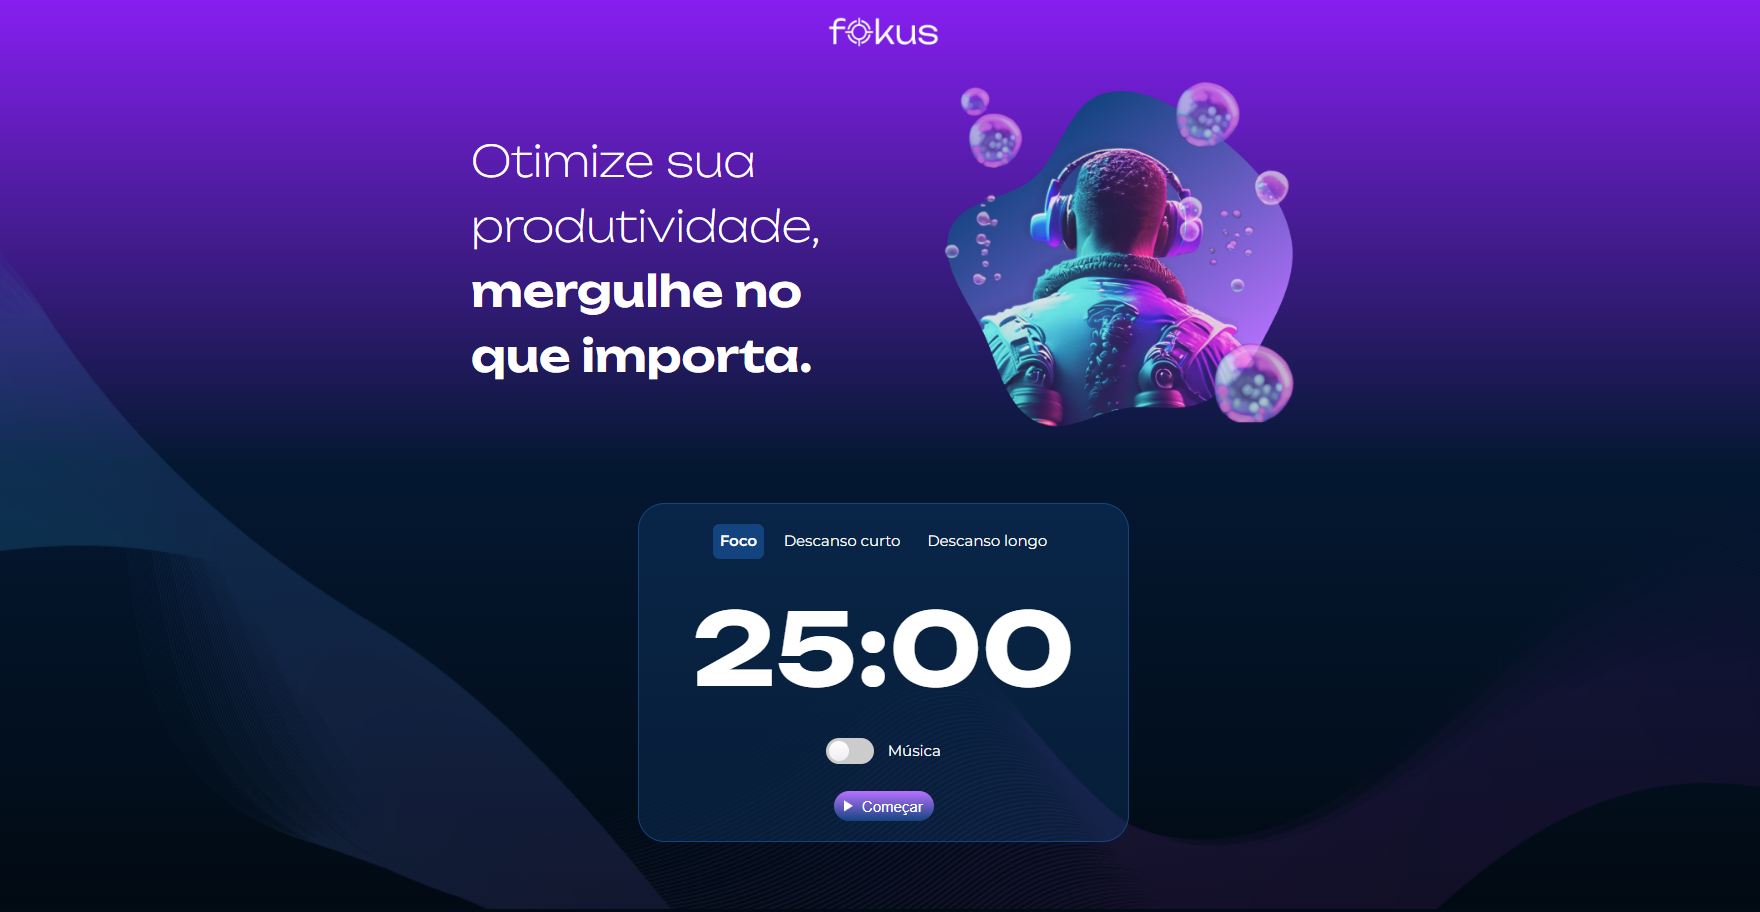 fokus
Otimize sua
produtividade,
mergulhe no
que importa.
Foco Descanso curto Descanso longo
25:00
Música
Começar